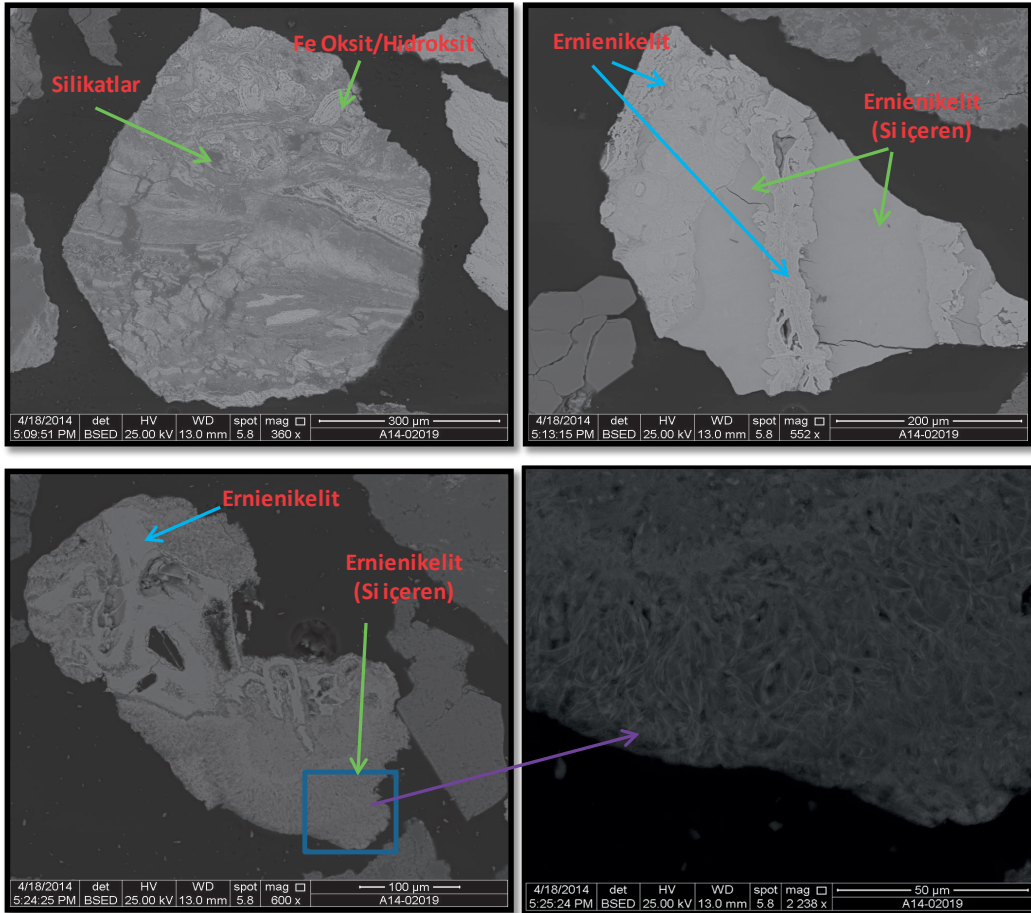 Fe Oksit/Hidroksit
Silikatlar
4/18/2014 det HV WD spot mag □
5:09:51 PM BSED 25.00 kV 13.0 mm 5.8 360 x
300 µm
A14-02019
Ernienikelit
Ernienikelit
(Si içeren)
4/18/2014 det HV WD spot mag □
5:13:15 PM BSED 25.00 kV 13.0 mm 5.8 552 x
200 µm
A14-02019
Ernienikelit
Ernienikelit
(Si içeren)
4/18/2014 det HV WD spot mag □
5:24:25 PM BSED 25.00 kV 13.0 mm 5.8 600 x
100 µm
A14-02019
4/18/2014 det HV WD spot mag □
5:25:24 PM BSED 25.00 kV 13.0 mm 5.8 2 238 x
50 µm
A14-02019